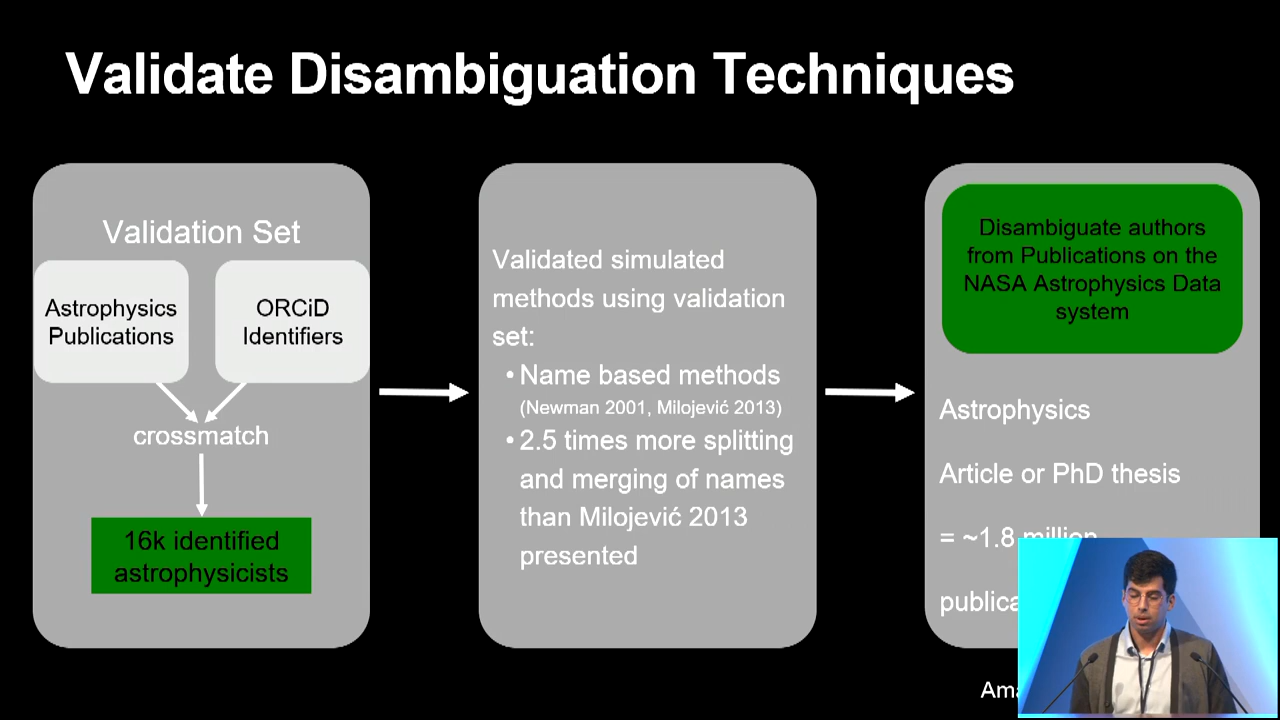 Validate Disambiguation Techniques
Validation Set
Astrophysics
Publications
ORCiD
Identifiers
crossmatch
16k identified
astrophysicists
Validated simulated
methods using validation
set:
• Name based methods
(Newman 2001, Milojević 2013)
• 2.5 times more splitting
and merging of names
than Milojević 2013
presented
Disambiguate authors
from Publications on the
NASA Astrophysics Data
system
Astrophysics
Article or PhD thesis
= ~1.8 million